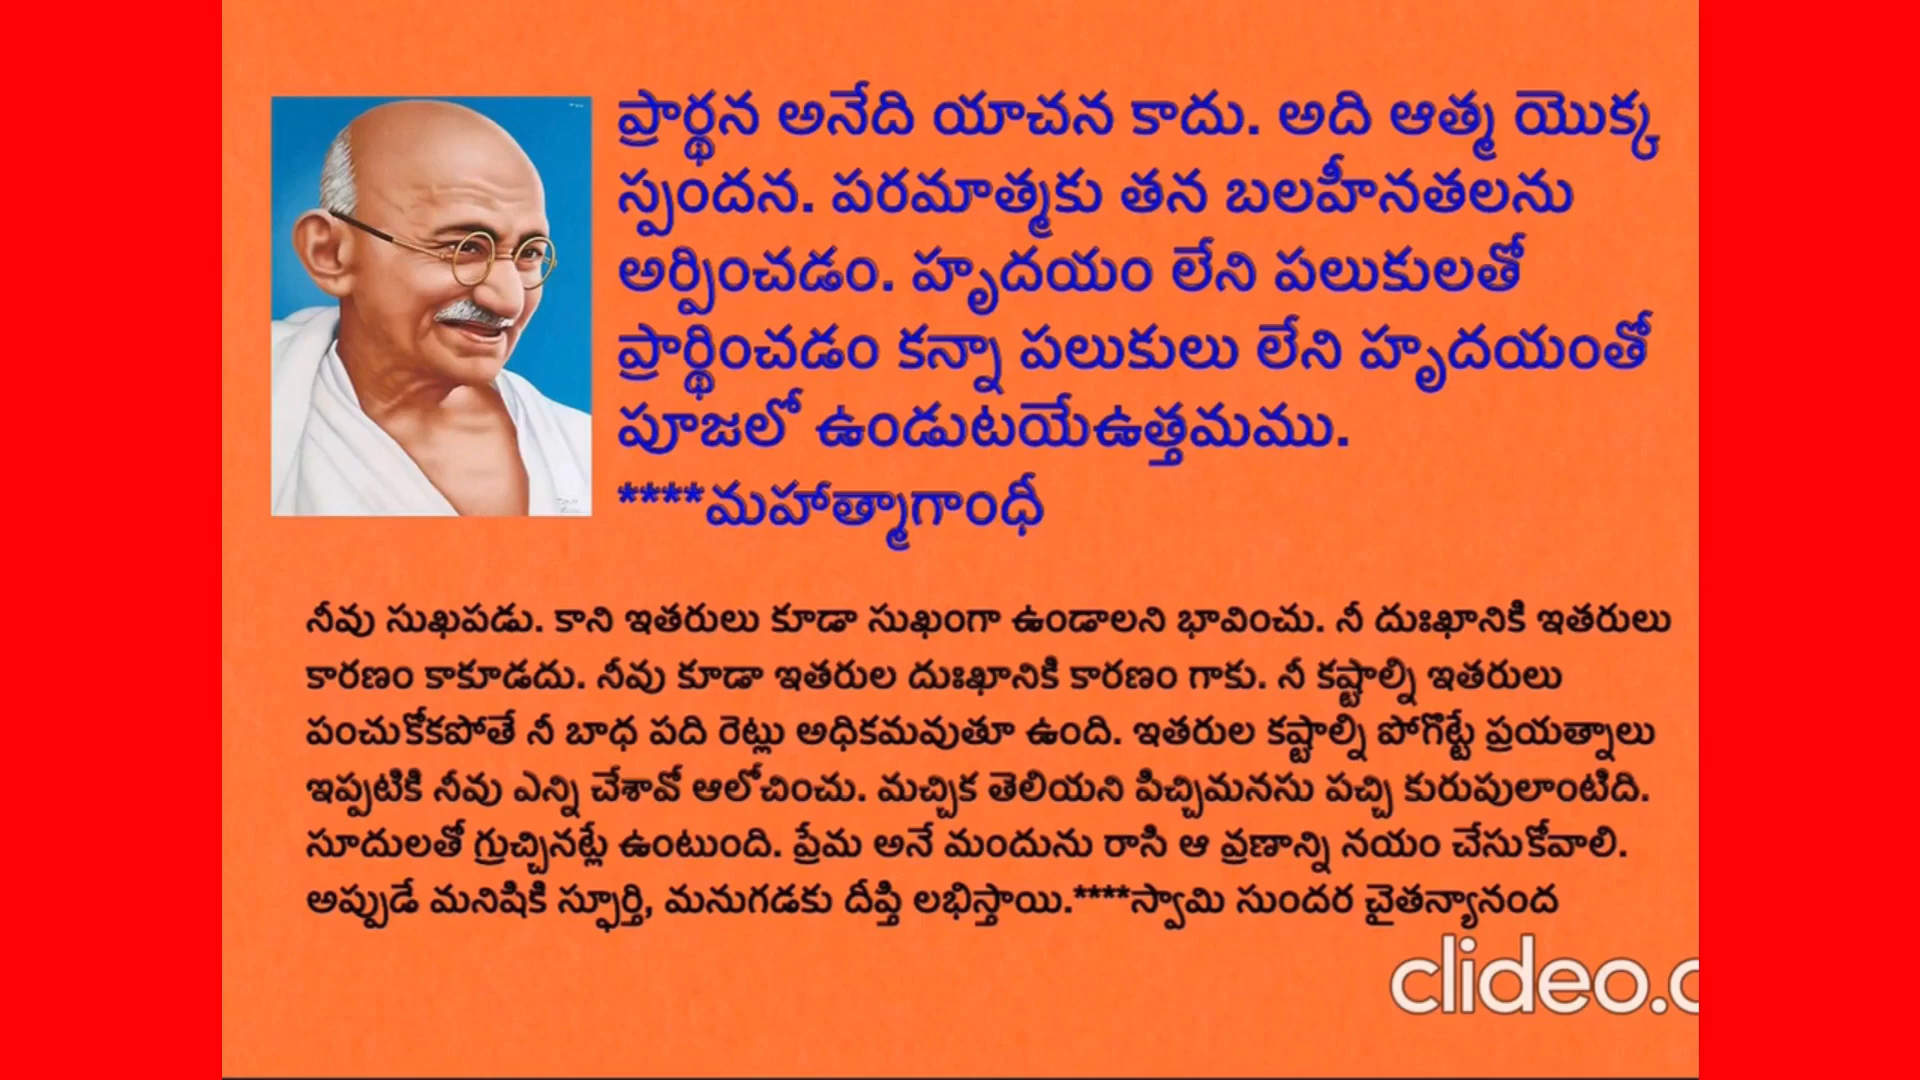 ప్రార్థన అనేది యాచన కాదు. అది ఆత్మ యొక్క
స్పందన. పరమాత్మకు తన బలహీనతలను
అర్పించడం. హృదయం లేని పలుకులతో
ప్రార్థించడం కన్నా పలుకులు లేని హృదయంతో
పూజలో ఉండుటయేఉత్తమము.
****మహాత్మాగాంధీ
నీవు సుఖపడు. కాని ఇతరులు కూడా సుఖంగా ఉండాలని భావించు. నీ దుఃఖానికి ఇతరులు
కారణం కాకూడదు. నీవు కూడా ఇతరుల దుఃఖానికి కారణం గాకు. నీ కష్టాల్ని ఇతరులు
పంచుకోకపోతే నీ బాధ పది రెట్లు అధికమవుతూ ఉంది. ఇతరుల కష్టాల్ని పోగొట్టే ప్రయత్నాలు
ఇప్పటికి నీవు ఎన్ని చేశావో ఆలోచించు. మచ్చిక తెలియని పిచ్చిమనసు పచ్చి కురుపులాంటిది.
సూదులతో గ్రుచ్చినట్లే ఉంటుంది. ప్రేమ అనే మందును రాసి ఆ వ్రణాన్ని నయం చేసుకోవాలి.
అప్పుడే మనిషికి స్ఫూర్తి, మనుగడకు దీప్తి లభిస్తాయి.****స్వామి సుందర చైతన్యానంద
clideo.c